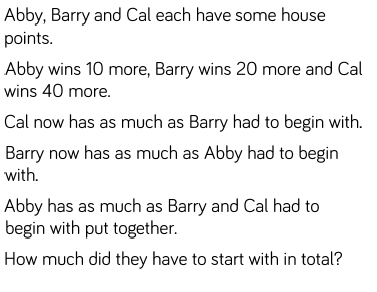 Abby, Barry and Cal each have some house
points.
Abby wins 10 more, Barry wins 20 more and Cal
wins 40 more.
Cal now has as much as Barry had to begin with.
Barry now has as much as Abby had to begin
with.
Abby has as much as Barry and Cal had to
begin with put together.
How much did they have to start with in total?